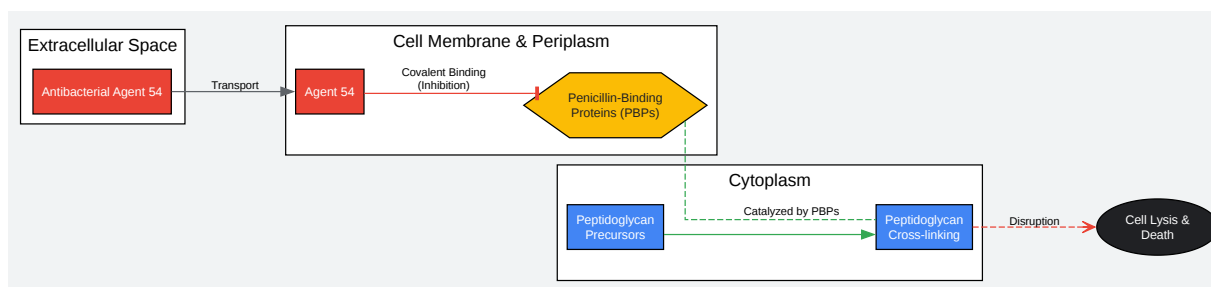 Extracellular Space
Antibacterial Agent 54
Transport
Cell Membrane & Periplasm
Agent 54
Covalent Binding
(Inhibition)
Penicillin-Binding
Proteins (PBPs)
Cytoplasm
Peptidoglycan
Precursors
Catalyzed by PBPs
Peptidoglycan
Cross-linking
Disruption
Cell Lysis &
Death